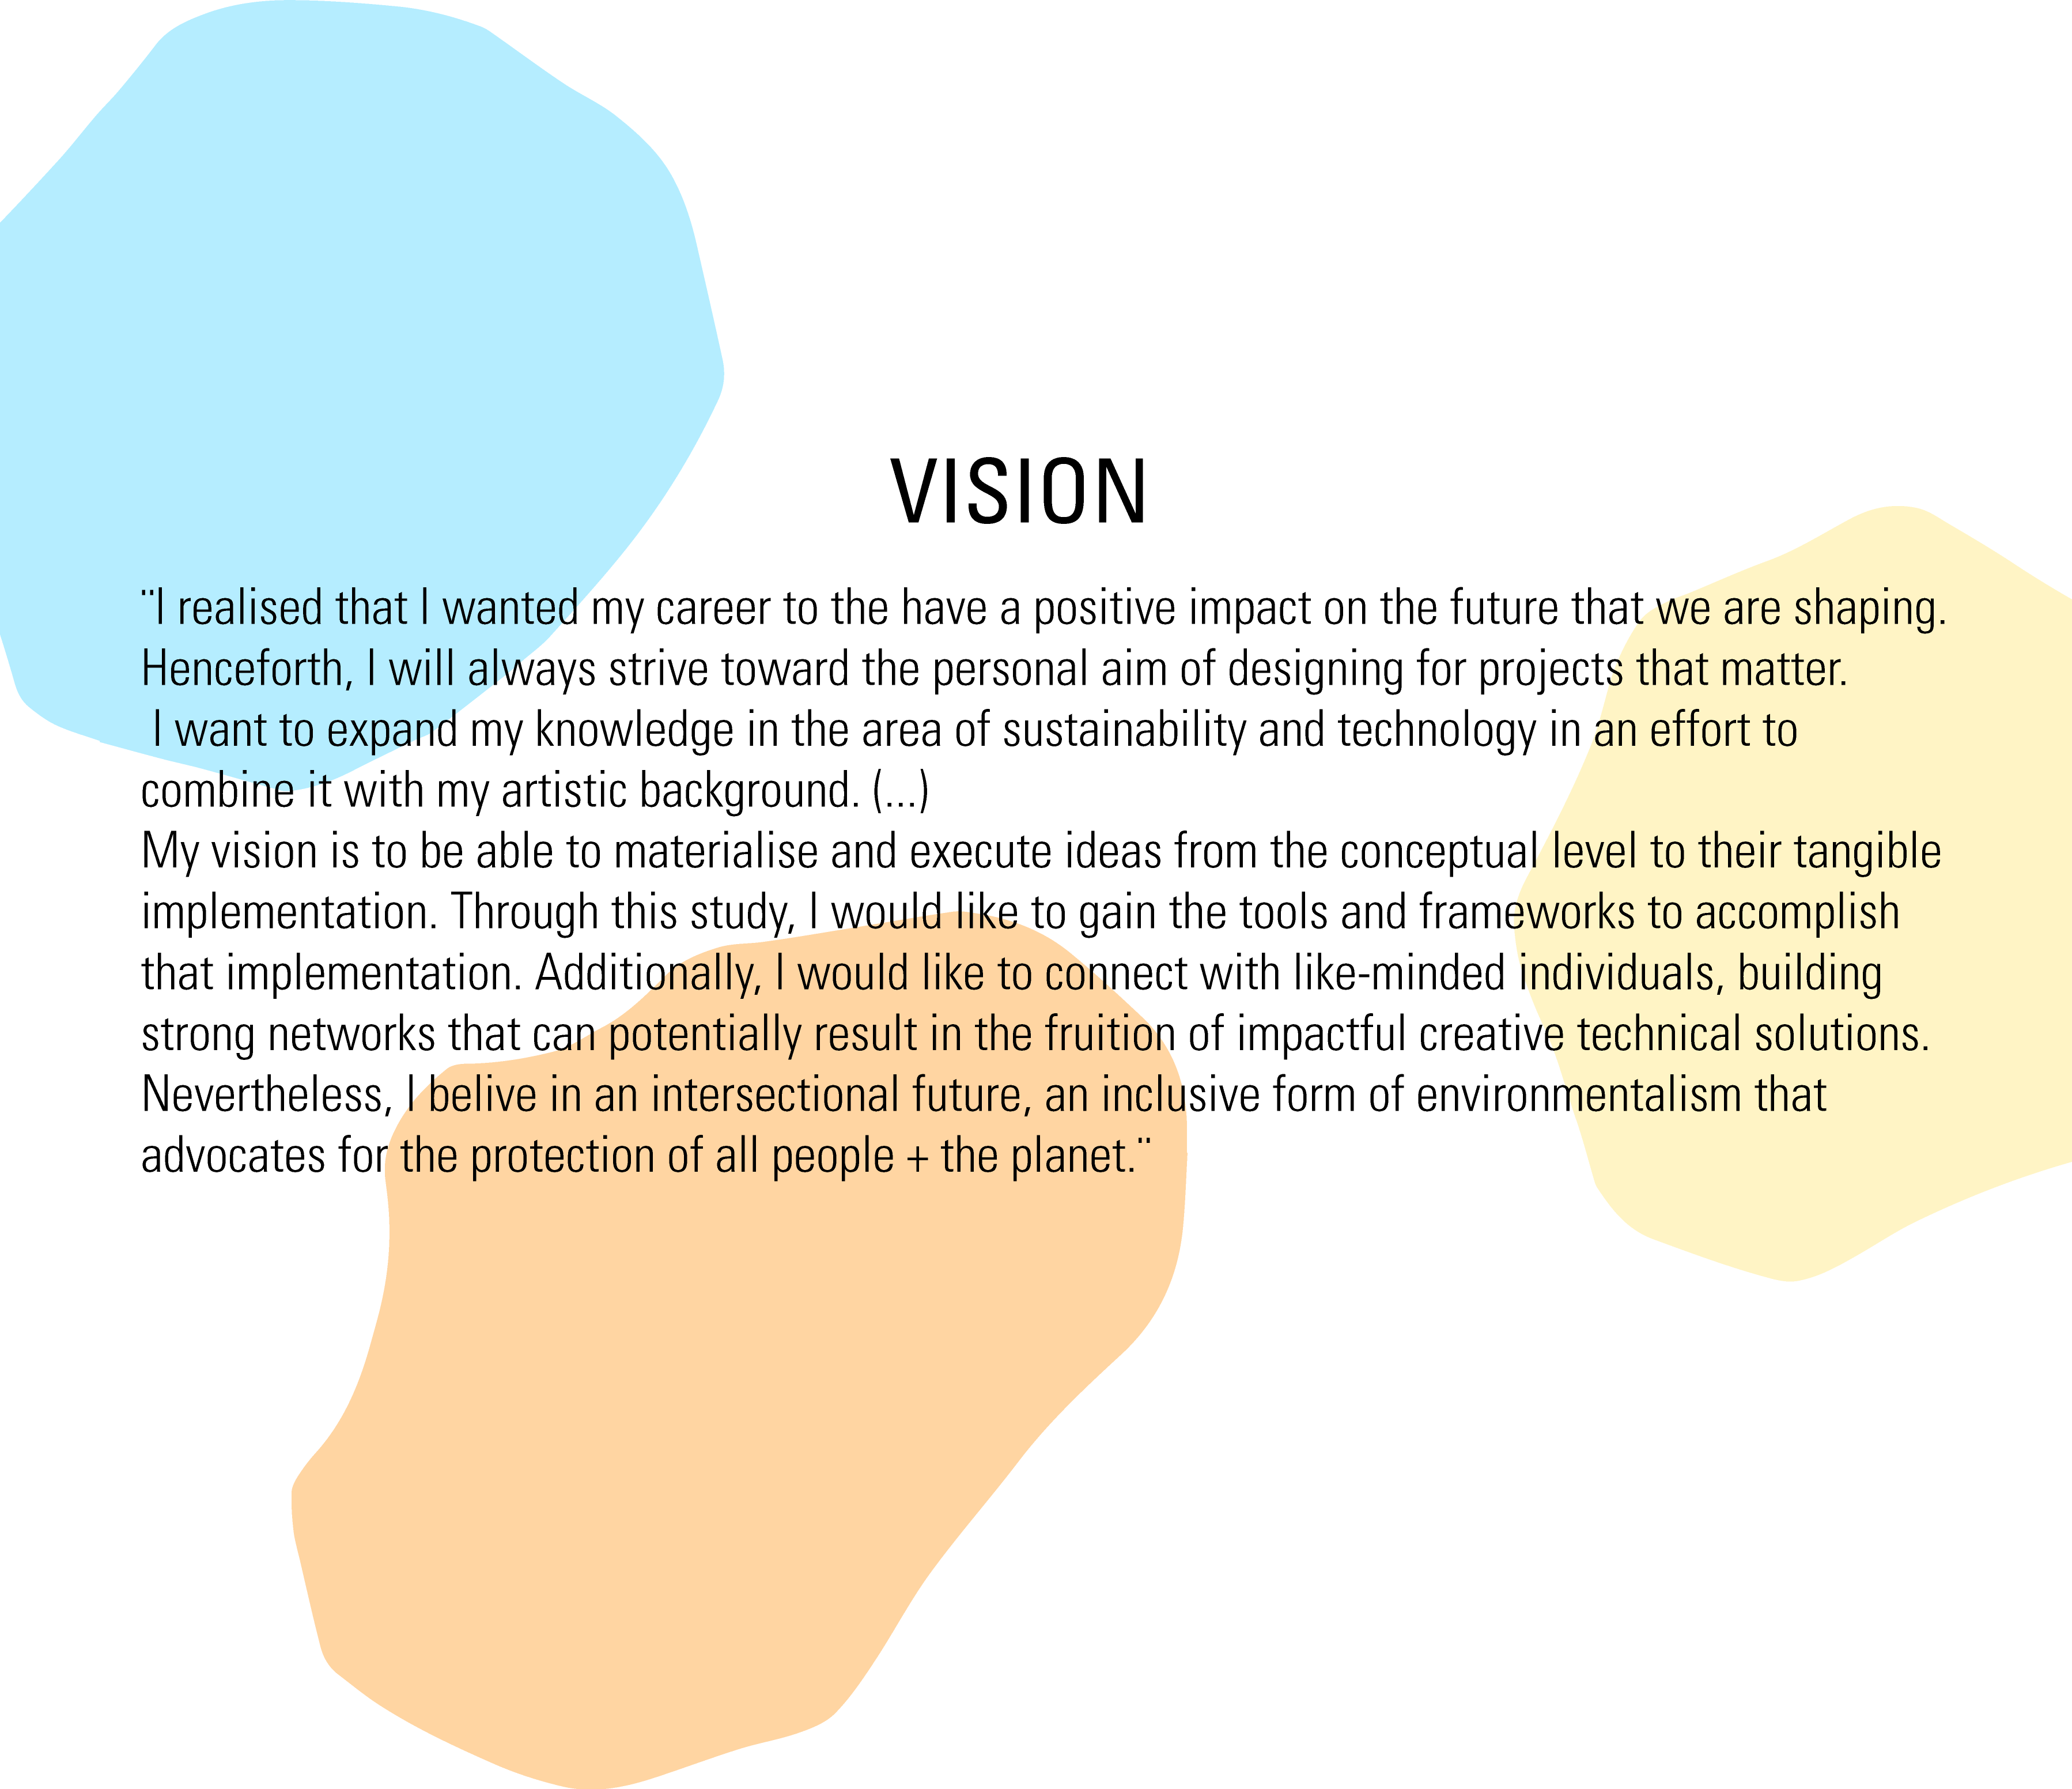 VISION
¨I realised that I wanted my career to the have a positive impact on the future that we are shaping.
Henceforth, I will always strive toward the personal aim of designing for projects that matter.
I want to expand my knowledge in the area of sustainability and technology in an effort to
combine it with my artistic background. (...)
My vision is to be able to materialise and execute ideas from the conceptual level to their tangible
implementation. Through this study, I would like to gain the tools and frameworks to accomplish
that implementation. Additionally, I would like to connect with like-minded individuals, building
strong networks that can potentially result in the fruition of impactful creative technical solutions.
Nevertheless, I belive in an intersectional future, an inclusive form of environmentalism that
advocates for the protection of all people + the planet.¨